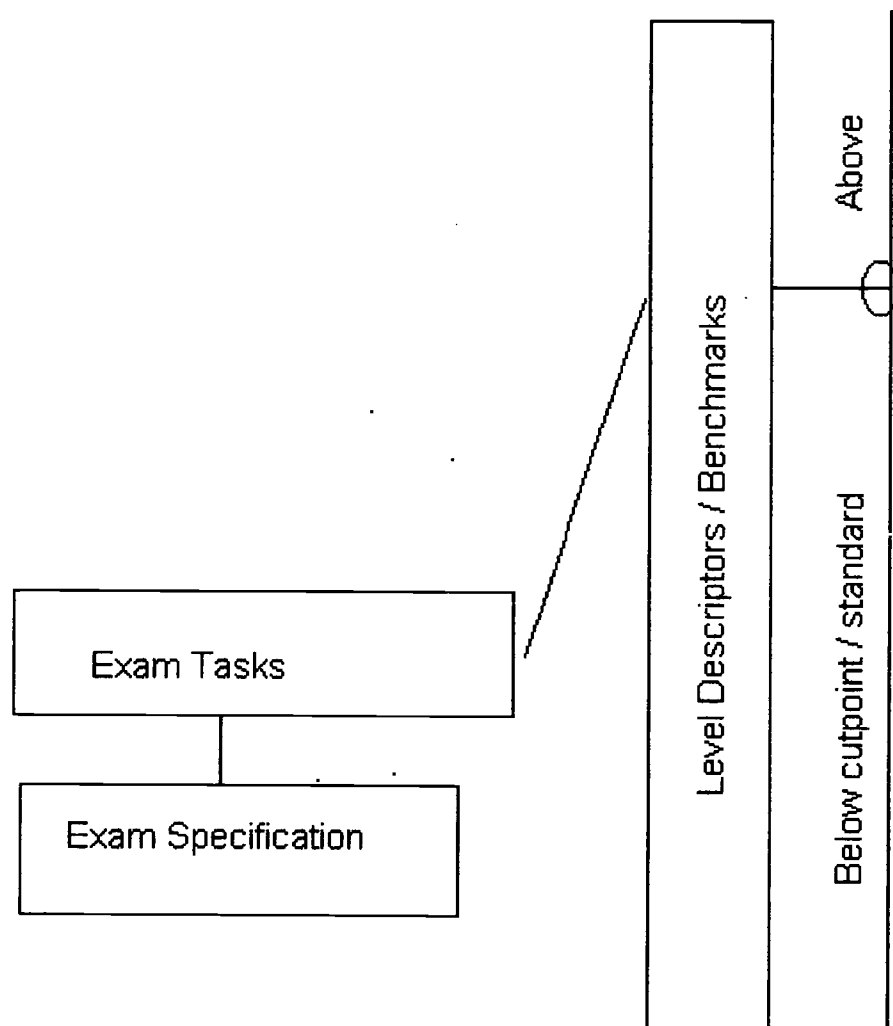 Exam Tasks
Exam Specification
Level Descriptors / Benchmarks
Above
Below cutpoint / standard